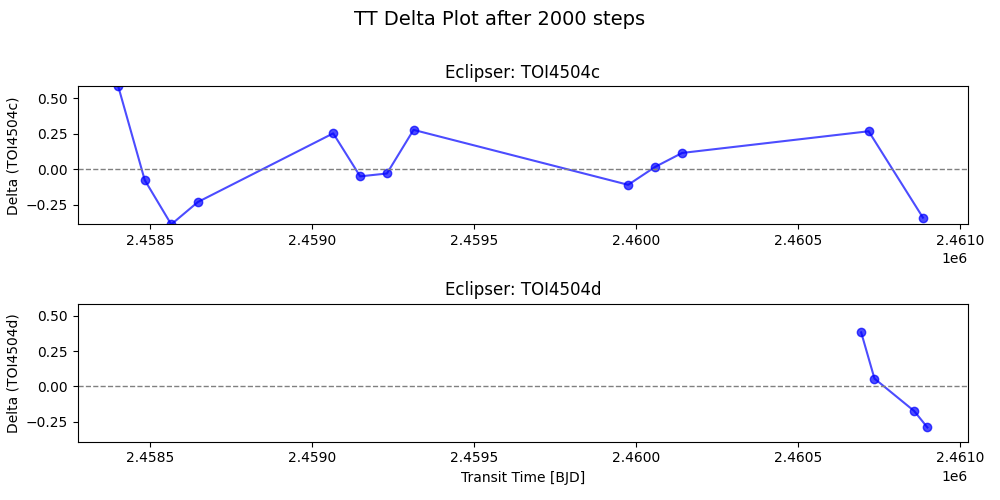 TT Delta Plot after 2000 steps
Eclipser: TOI4504c
Delta (TOI4504c)
0.50
0.25
0.00
−0.25
2.4585 2.4590 2.4595 2.4600 2.4605 2.4610
1e6
Eclipser: TOI4504d
Delta (TOI4504d)
0.50
0.25
0.00
−0.25
2.4585 2.4590 2.4595 2.4600 2.4605 2.4610
1e6
Transit Time [BJD]